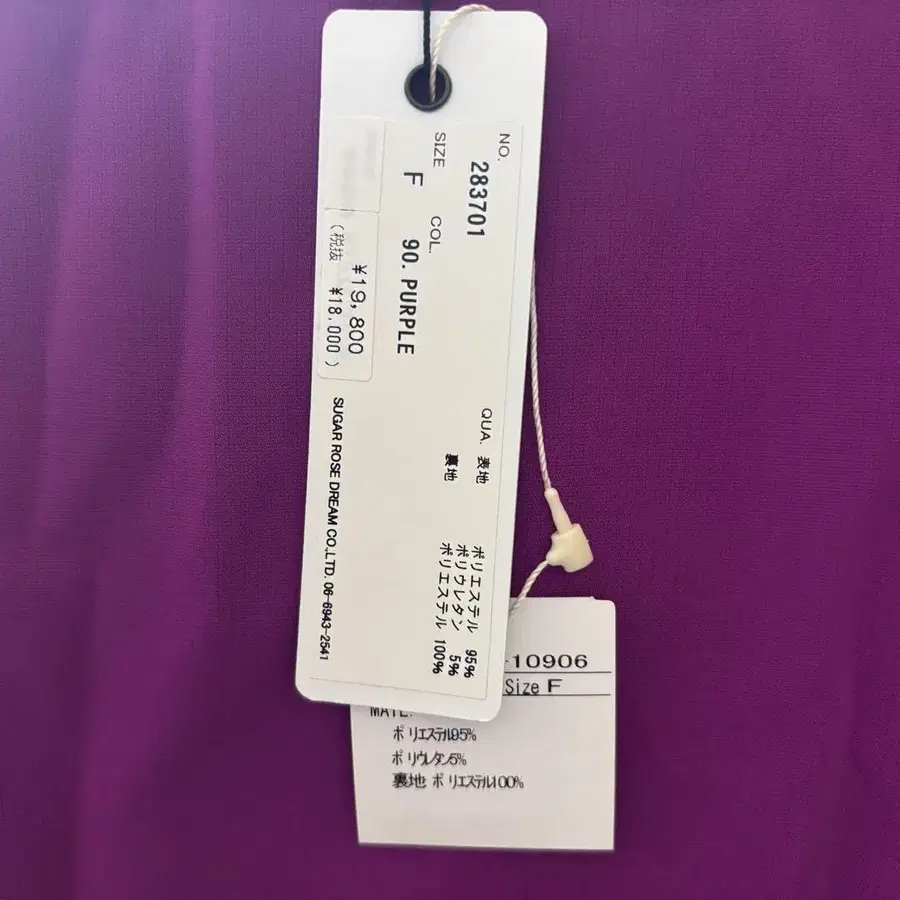 NO.
283701
SIZE
COL.
F
90. PURPLE
QUA. 表地
ポリエステル 95%
ポリウレタン 5%
裏地
ポリエステル 100%
¥19,800
(税抜 ¥18,000)
SUGAR ROSE DREAM CO.,LTD. 06-6943-2541
-10906
Size F
ポリエステル95%
ポリウレタン5%
裏地 ポリエステル100%